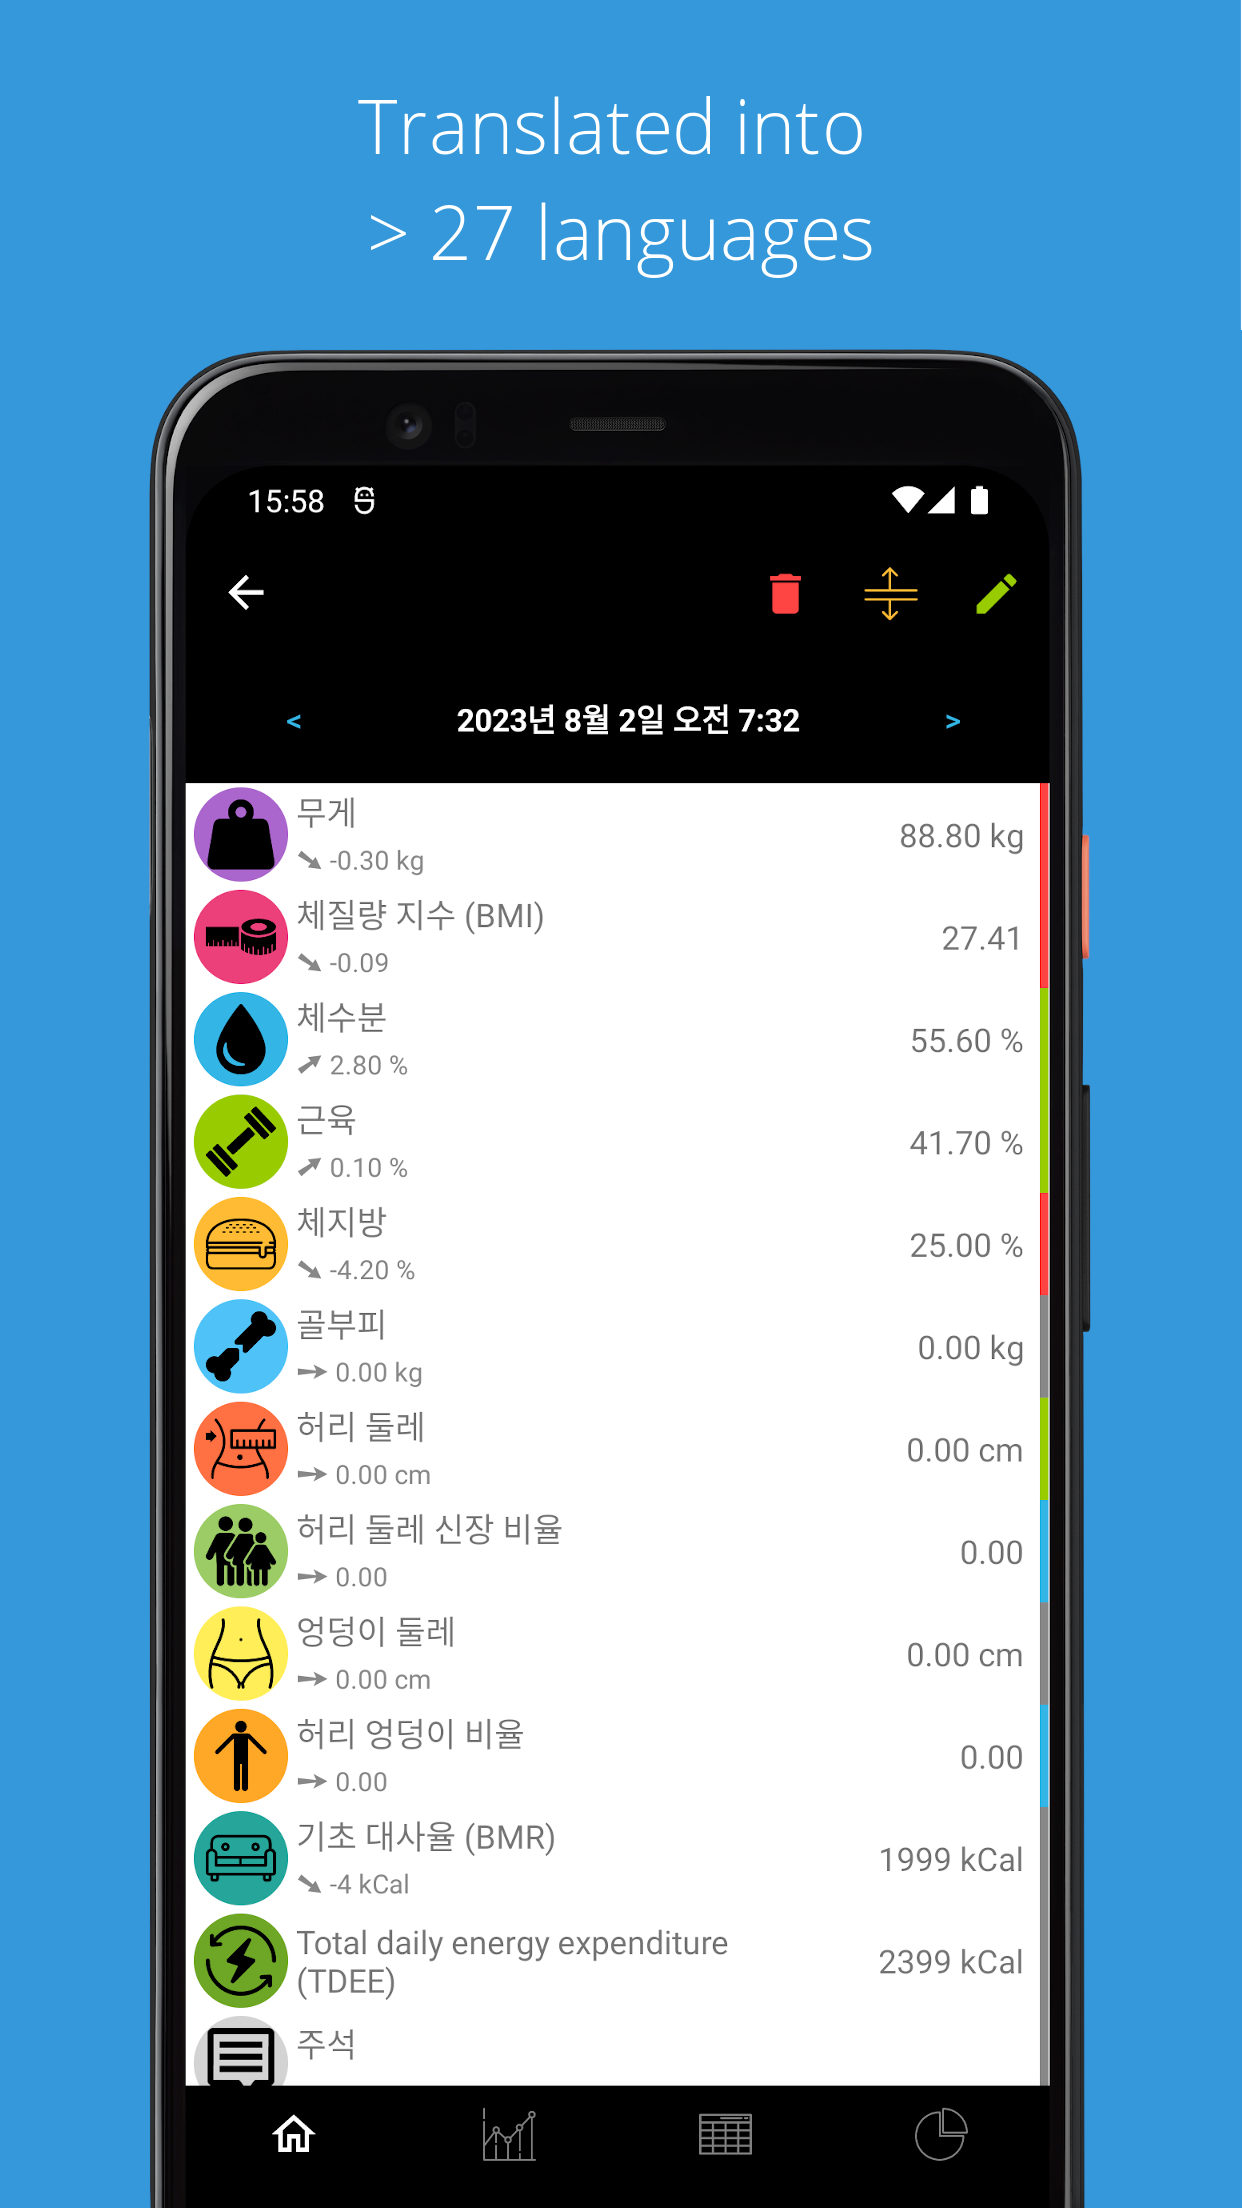 Translated into
> 27 languages
15:58
< 2023년 8월 2일 오전 7:32 >
무게
88.80 kg
-0.30 kg
체질량 지수 (BMI)
27.41
-0.09
체수분
55.60 %
2.80 %
근육
41.70 %
0.10 %
체지방
25.00 %
-4.20 %
골부피
0.00 kg
0.00 kg
허리 둘레
0.00 cm
0.00 cm
허리 둘레 신장 비율
0.00
0.00
엉덩이 둘레
0.00 cm
0.00 cm
허리 엉덩이 비율
0.00
0.00
기초 대사율 (BMR)
1999 kCal
-4 kCal
Total daily energy expenditure
(TDEE)
2399 kCal
주석